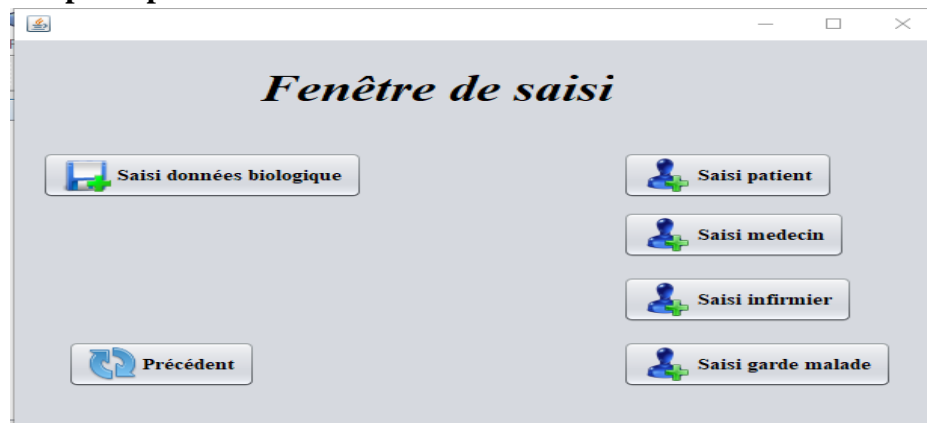 Fenêtre de saisi
Saisi données biologique
Saisi patient
Saisi medecin
Saisi infirmier
Précédent
Saisi garde malade